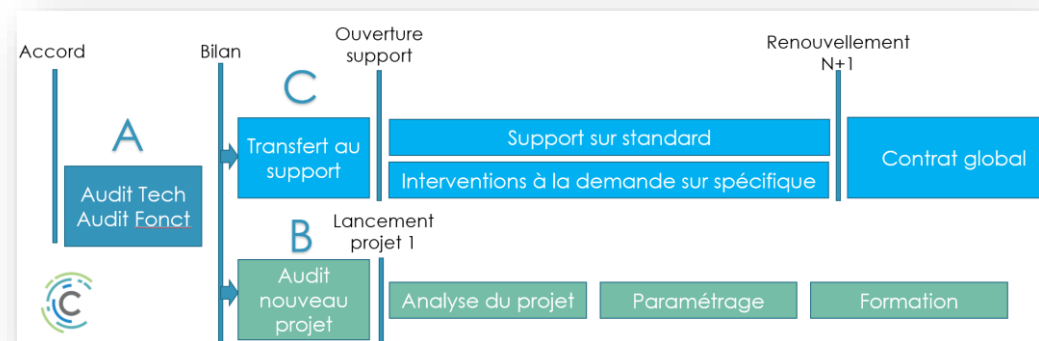 Accord
Bilan
Ouverture
support
Renouvellement
N+1
A
Audit Tech
Audit Fonct
C
Transfert au
support
Support sur standard
Interventions à la demande sur spécifique
Contrat global
B
Audit
nouveau
projet
Lancement
projet 1
Analyse du projet
Paramétrage
Formation
C